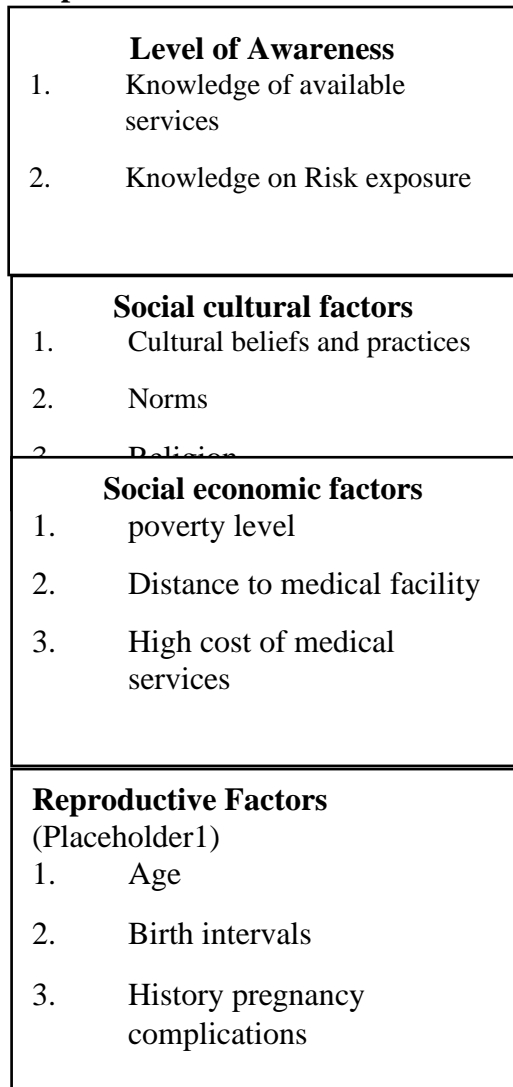 Level of Awareness
1. Knowledge of available
services
2. Knowledge on Risk exposure
Social cultural factors
1. Cultural beliefs and practices
2. Norms
3. Religion
Social economic factors
1. poverty level
2. Distance to medical facility
3. High cost of medical
services
Reproductive Factors
(Placeholder1)
1. Age
2. Birth intervals
3. History pregnancy
complications